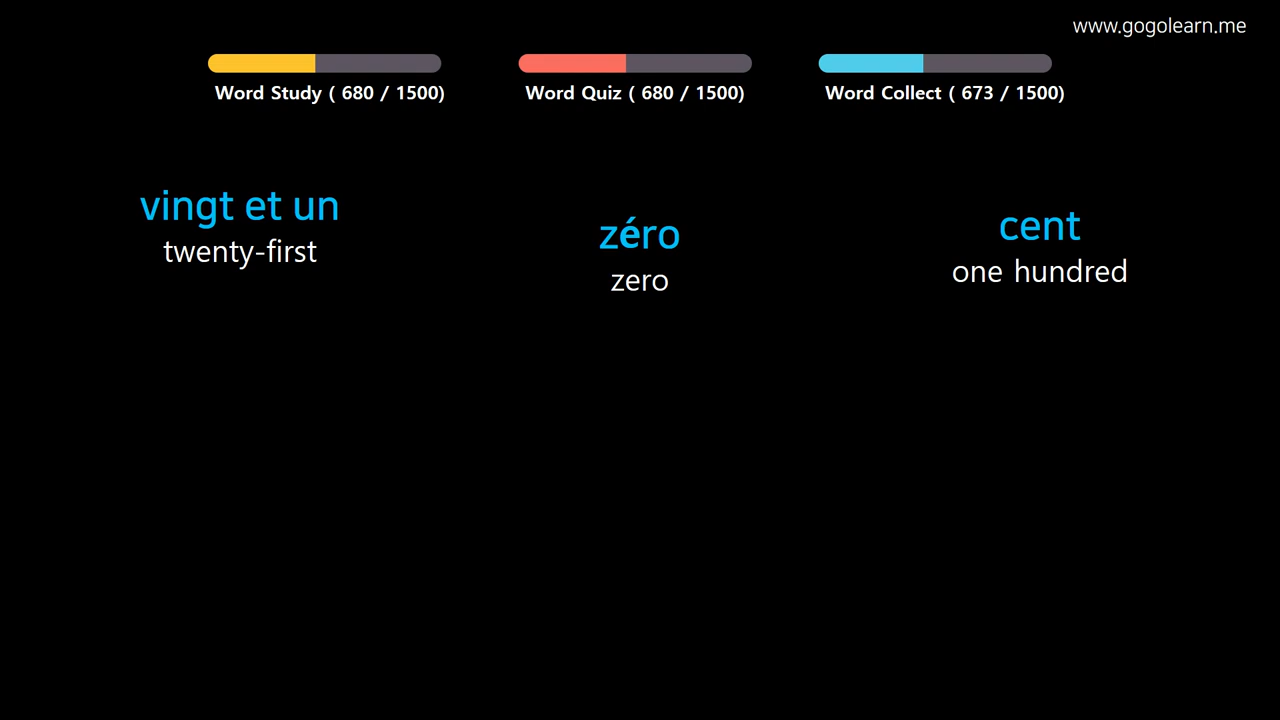 www.gogolearn.me
Word Study ( 680 / 1500)
Word Quiz ( 680 / 1500)
Word Collect ( 673 / 1500)
vingt et un
twenty-first
zéro
zero
cent
one hundred